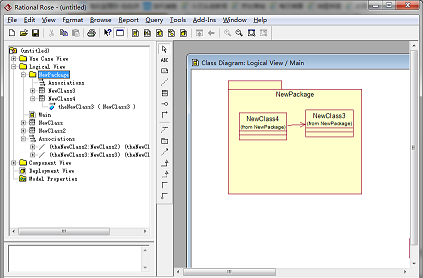 Rational Rose - (untitled)
File Edit View Format Browse Report Query Tools Add-Ins Window Help
(untitled)
Use Case View
Logical View
NewPackage
Associations
NewClass3
NewClass4
theNewClass3 ( NewClass3 )
Main
NewClass
NewClass2
Associations
(theNewClass2:NewClass2) (theNewCl
(theNewClass3:NewClass3) (theNewCl
Component View
Deployment View
Model Properties
ABC
Class Diagram: Logical View / Main
NewPackage
NewClass4
(from NewPackage)
NewClass3
(from NewPackage)